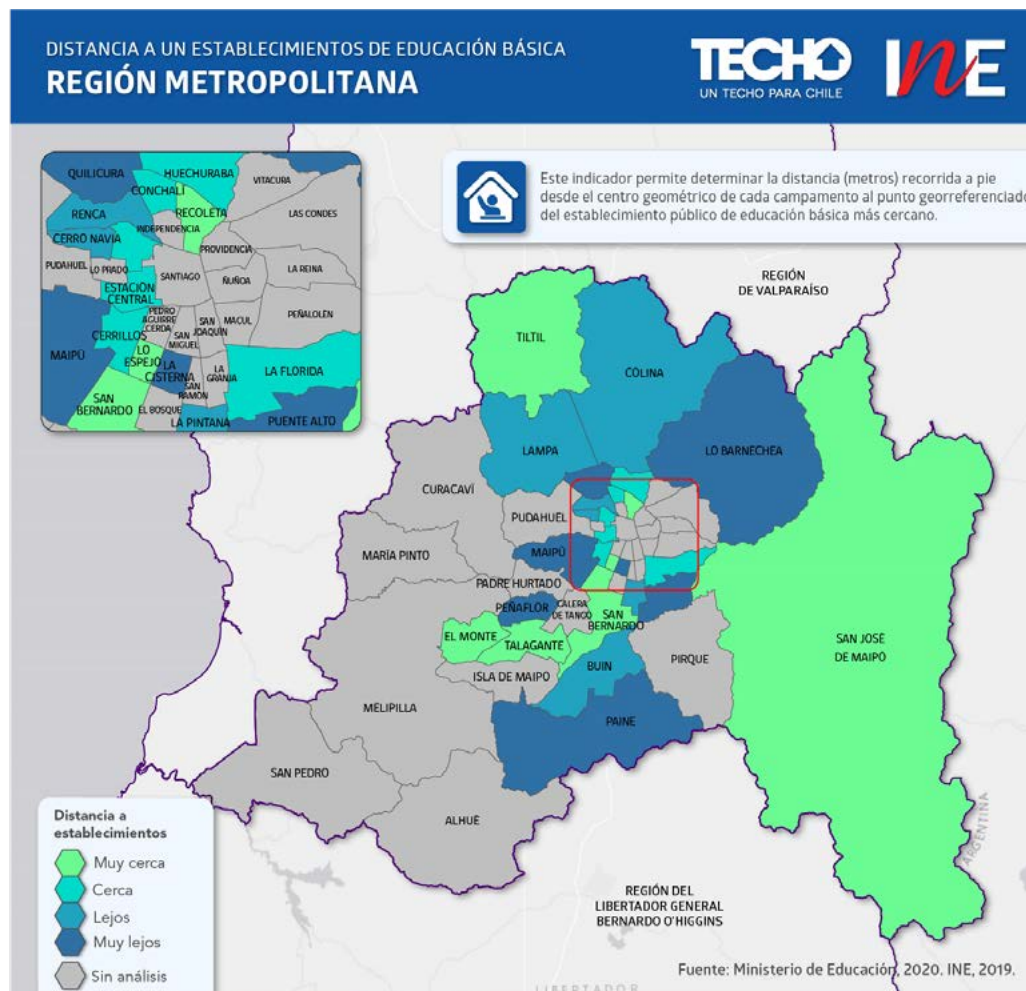 DISTANCIA A UN ESTABLECIMIENTOS DE EDUCACIÓN BÁSICA
REGIÓN METROPOLITANA
TECHO
UN TECHO PARA CHILE
INE
Este indicador permite determinar la distancia (metros) recorrida a pie
desde el centro geométrico de cada campamento al punto georreferenciado
del establecimiento público de educación básica más cercano.
QUILICURA
HUECHURABA
VITACURA
CONCHALÍ
RENCA
RECOLETA
LAS CONDES
INDEPENDENCIA
CERRO NAVIA
PROVIDENCIA
PUDAHUEL
LO PRADO
SANTIAGO
ÑUÑOA
LA REINA
ESTACIÓN
CENTRAL
PEDRO
AGUIRRE
CERDA
SAN
JOAQUÍN
MACUL
PEÑALOLÉN
CERRILLOS
SAN
MIGUEL
MAIPÚ
LO
ESPEJO
LA
CISTERNA
LA
GRANJA
LA FLORIDA
SAN
RAMÓN
SAN
BERNARDO
EL BOSQUE
LA PINTANA
PUENTE ALTO
REGIÓN
DE VALPARAÍSO
TILTIL
COLINA
LAMPA
LO BARNECHEA
CURACAVÍ
PUDAHUEL
MARÍA PINTO
MAIPÚ
PADRE HURTADO
PEÑAFLOR
CALERA
DE TANGO
SAN
BERNARDO
EL MONTE
TALAGANTE
SAN JOSÉ
DE MAIPO
PIRQUE
BUIN
ISLA DE MAIPO
MELIPILLA
PAINE
SAN PEDRO
ALHUÉ
ARGENTINA
REGIÓN DEL
LIBERTADOR GENERAL
BERNARDO O'HIGGINS
Distancia a
establecimientos
Muy cerca
Cerca
Lejos
Muy lejos
Sin análisis
Fuente: Ministerio de Educación, 2020. INE, 2019.
LIBERTADOR